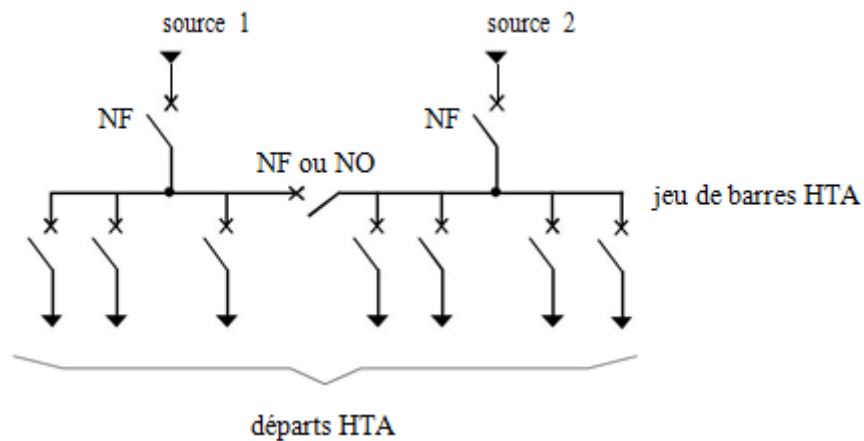 source 1
source 2
NF
NF
NF ou NO
jeu de barres HTA
départs HTA